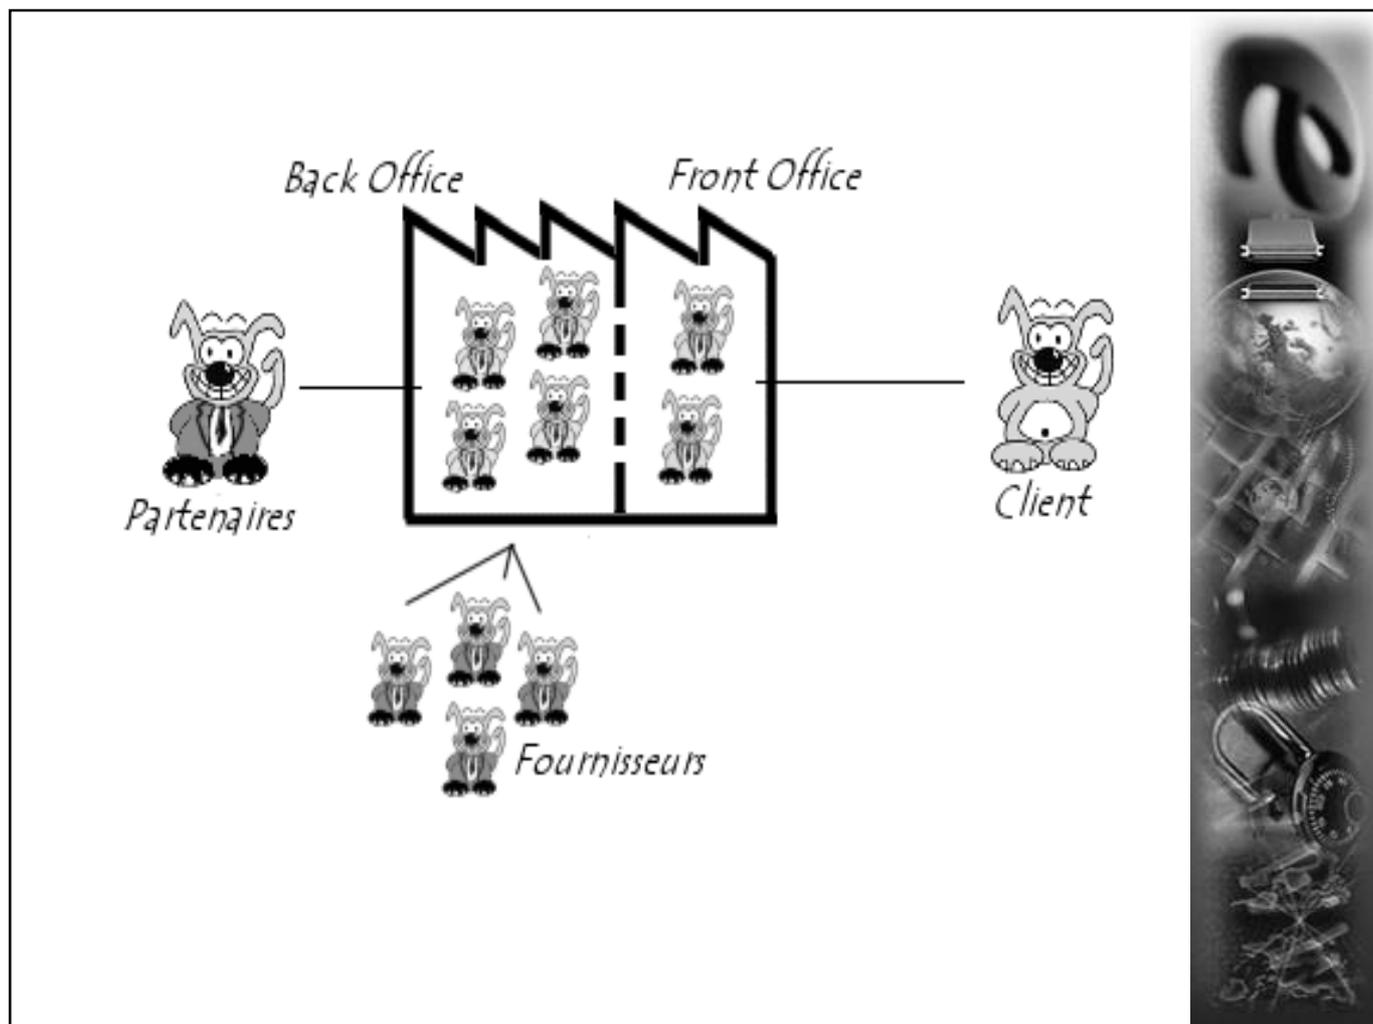 Back Office
Front Office
Partenaires
Client
Fournisseurs